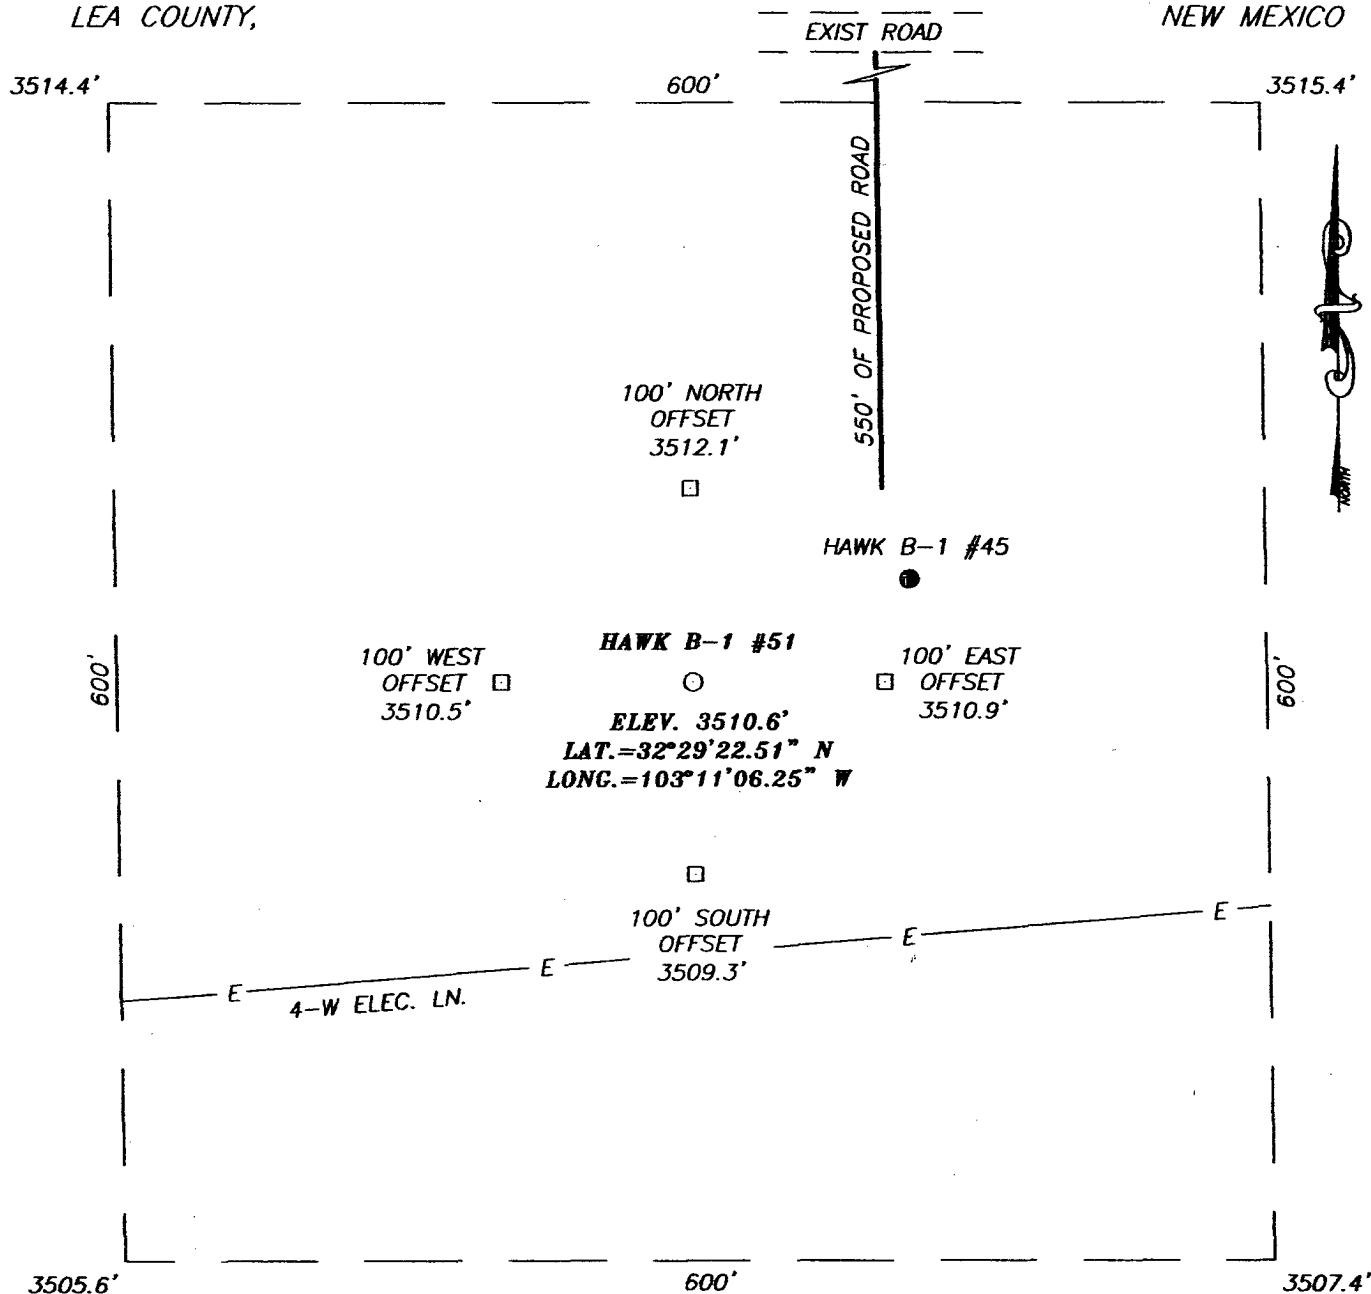 LEA COUNTY,
NEW MEXICO
EXIST ROAD
3514.4'
600'
3515.4'
550' OF PROPOSED ROAD
NORTH
100' NORTH
OFFSET
3512.1'
HAWK B-1 #45
600'
100' WEST
OFFSET
3510.5'
HAWK B-1 #51
100' EAST
OFFSET
3510.9'
600'
ELEV. 3510.6'
LAT.=32°29'22.51" N
LONG.=103°11'06.25" W
100' SOUTH
OFFSET
3509.3'
E
E
E
E
4-W ELEC. LN.
3505.6'
600'
3507.4'